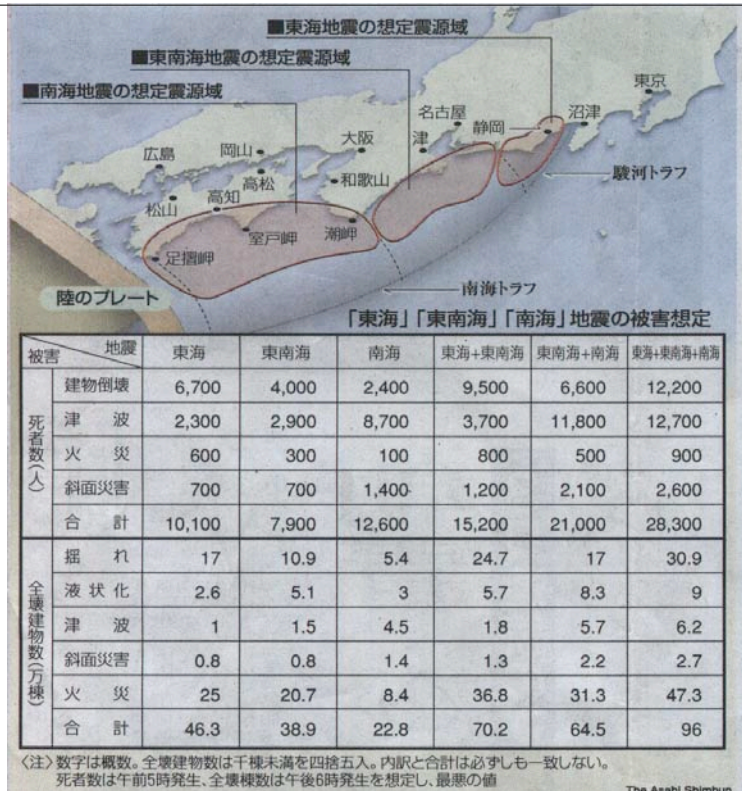 ■東海地震の想定震源域
■東南海地震の想定震源域
■南海地震の想定震源域
東京
名古屋
静岡
沼津
広島
岡山
大阪
津
駿河トラフ
高松
和歌山
松山
高知
室戸岬
潮岬
足摺岬
陸のプレート
南海トラフ
「東海」「東南海」「南海」地震の被害想定
被害 地震 東海 東南海 南海 東海+東南海 東南海+南海 東海+東南海+南海
死者数(人)
建物倒壊 6,700 4,000 2,400 9,500 6,600 12,200
津波 2,300 2,900 8,700 3,700 11,800 12,700
火災 600 300 100 800 500 900
斜面災害 700 700 1,400 1,200 2,100 2,600
合計 10,100 7,900 12,600 15,200 21,000 28,300
全壊建物数(万棟)
揺れ 17 10.9 5.4 24.7 17 30.9
液状化 2.6 5.1 3 5.7 8.3 9
津波 1 1.5 4.5 1.8 5.7 6.2
斜面災害 0.8 0.8 1.4 1.3 2.2 2.7
火災 25 20.7 8.4 36.8 31.3 47.3
合計 46.3 38.9 22.8 70.2 64.5 96
〈注〉数字は概数。全壊建物数は千棟未満を四捨五入。内訳と合計は必ずしも一致しない。
死者数は午前5時発生、全壊棟数は午後6時発生を想定し、最悪の値
The Asahi Shimbun